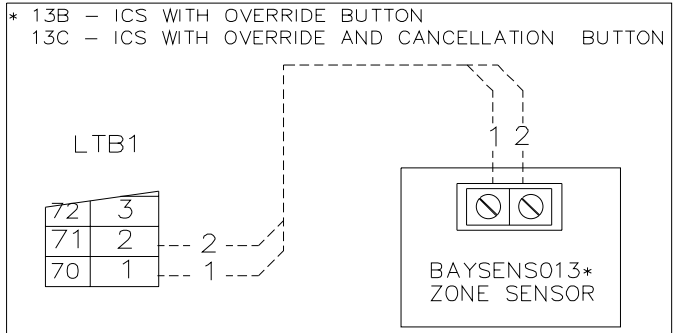 * 13B – ICS WITH OVERRIDE BUTTON
13C – ICS WITH OVERRIDE AND CANCELLATION BUTTON
1 2
LTB1
72 3
71 2
2
70 1
1
BAYSENS013*
ZONE SENSOR